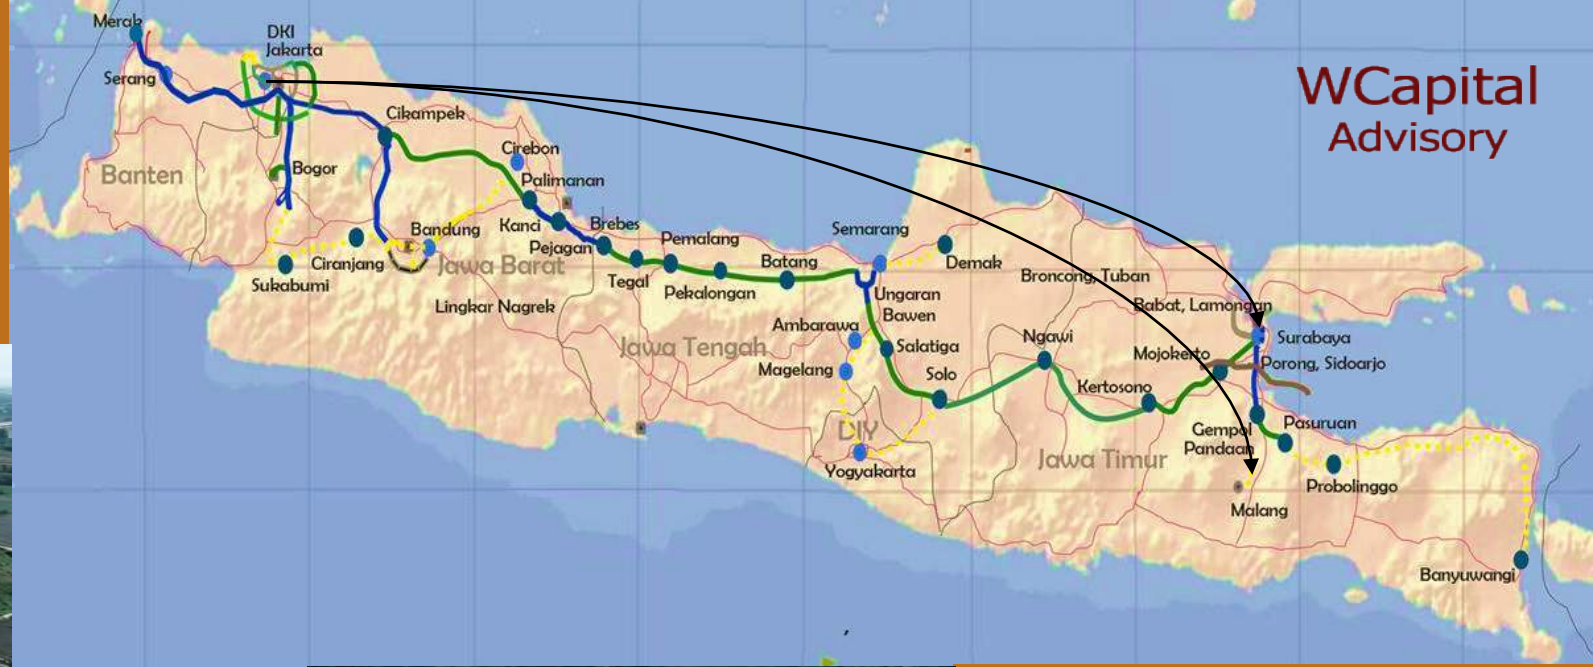 Merak
DKI
Jakarta
Serang
WCapital
Advisory
Cikampek
Cirebon
Banten
Bogor
Palimanan
Kanci
Brebes
Bandung
Pejagan
Pemalang
Semarang
Ciranjang
Jawa Barat
Batang
Demak
Broncong, Tuban
Sukabumi
Tegal
Pekalongan
Lingkar Nagrek
Ungaran
Bawen
Babat, Lamongan
Ambarawa
Jawa Tengah
Salatiga
Ngawi
Surabaya
Mojokerto
Porong, Sidoarjo
Magelang
Solo
Kertosono
DIY
Gempol
Pandaan
Pasuruan
Yogyakarta
Jawa Timur
Probolinggo
Malang
Banyuwangi
,